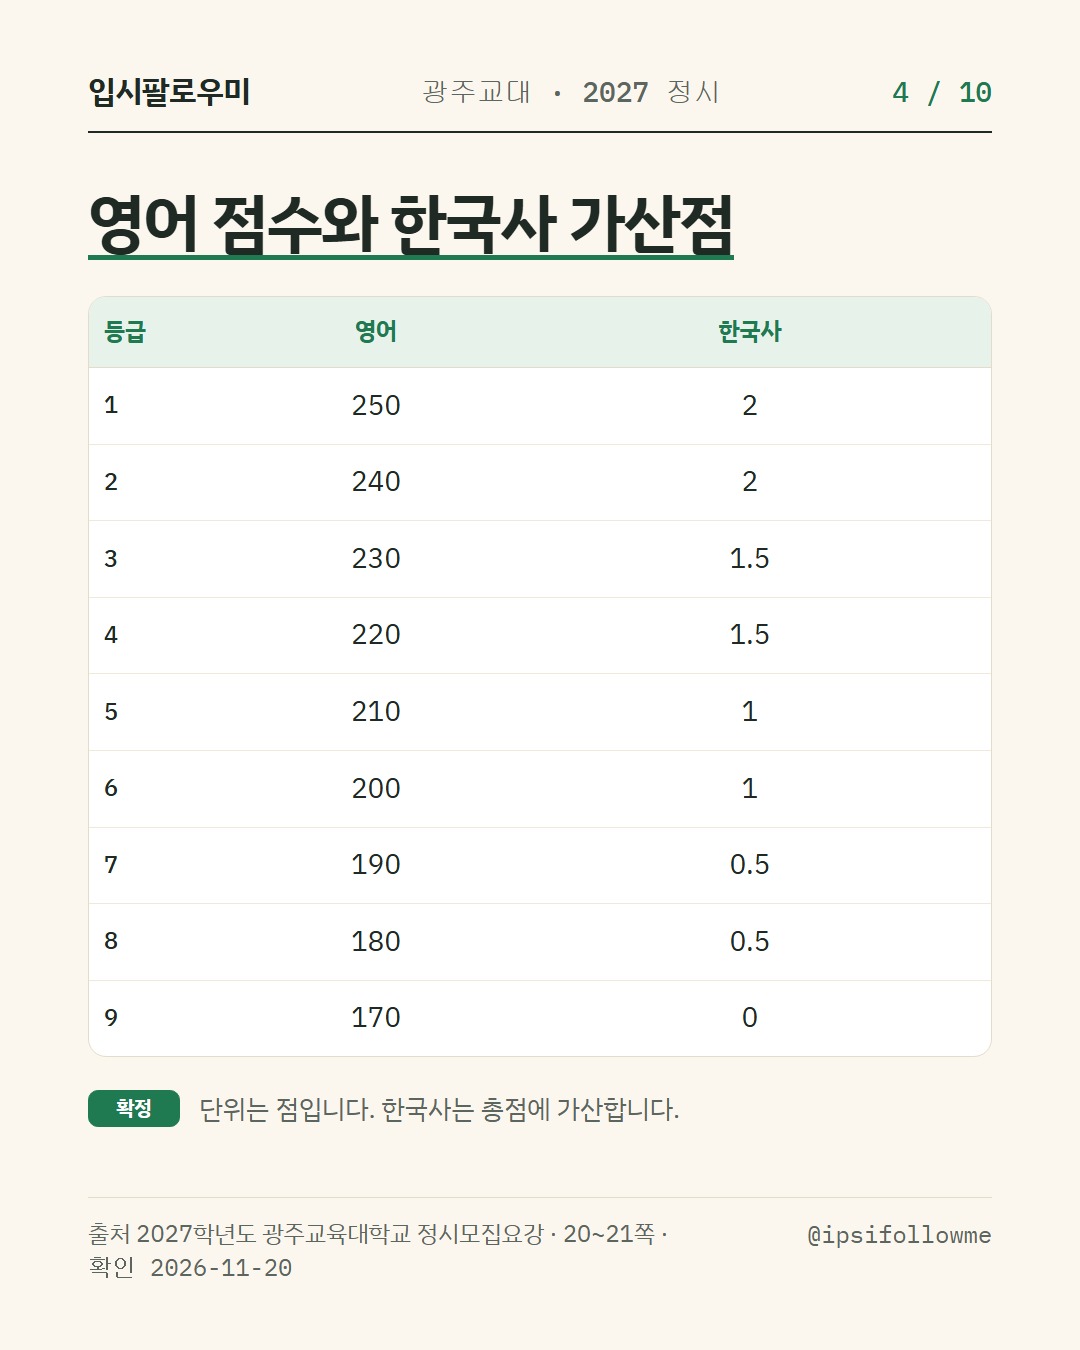 입시팔로우미 광주교대 · 2027 정시 4 / 10
영어 점수와 한국사 가산점
등급 영어 한국사
1 250 2
2 240 2
3 230 1.5
4 220 1.5
5 210 1
6 200 1
7 190 0.5
8 180 0.5
9 170 0
확정 단위는 점입니다. 한국사는 총점에 가산합니다.
출처 2027학년도 광주교육대학교 정시모집요강 · 20~21쪽 · @ipsifollowme
확인 2026-11-20